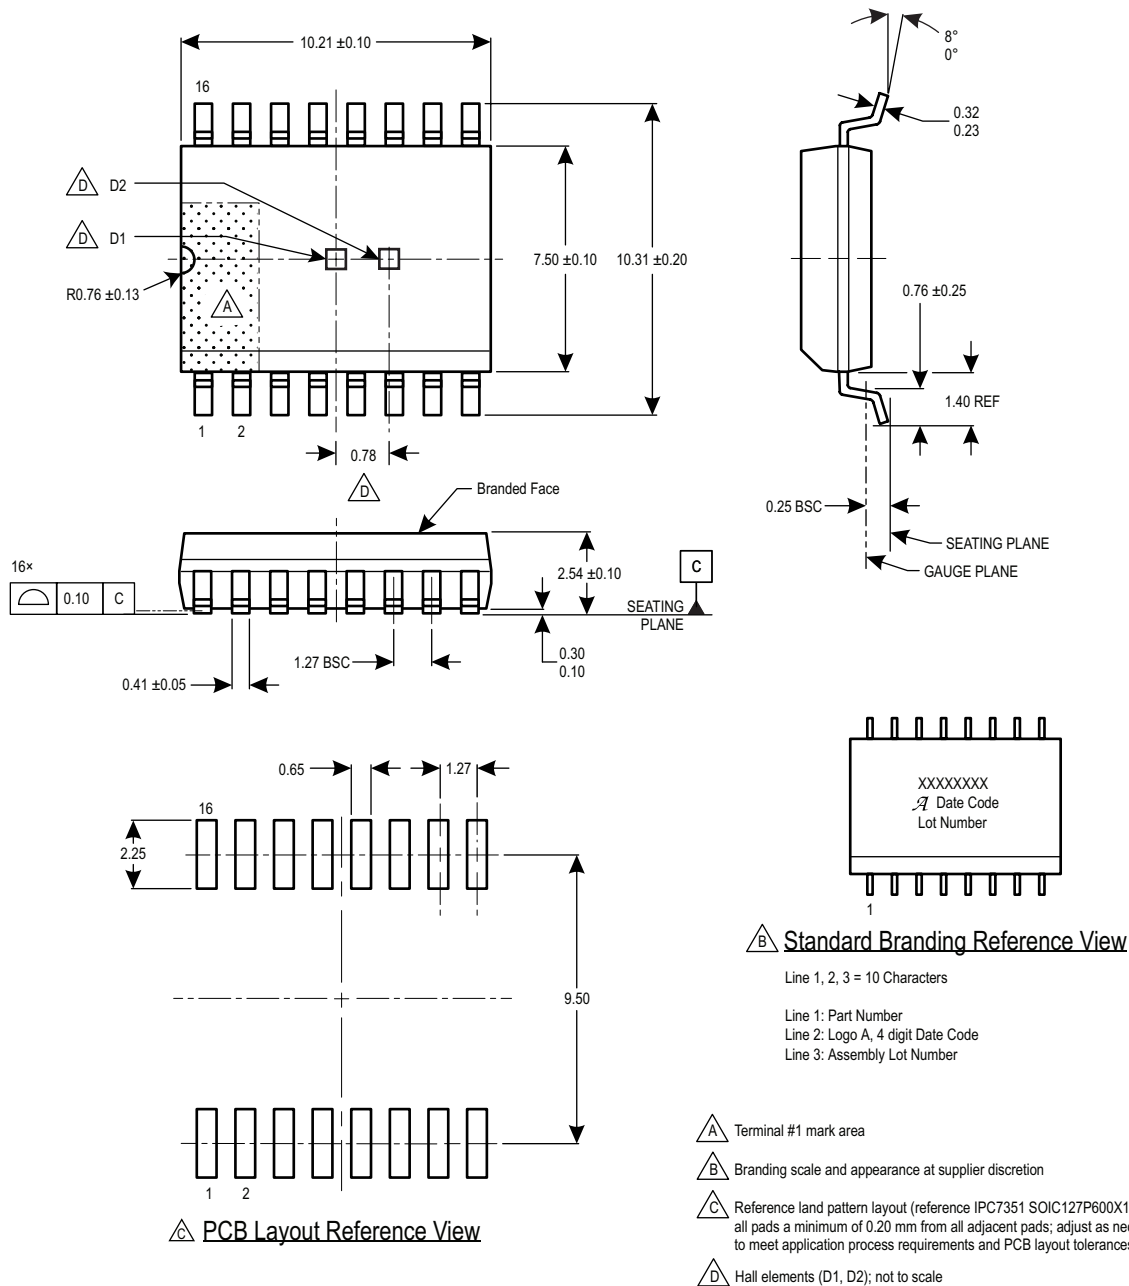 10.21 ±0.10
16
D D2
D D1
R0.76 ±0.13
A
7.50 ±0.10
10.31 ±0.20
1 2
0.78
D
8°
0°
0.32
0.23
0.76 ±0.25
1.40 REF
0.25 BSC
SEATING PLANE
GAUGE PLANE
Branded Face
16×
0.10 C
2.54 ±0.10
C
SEATING
PLANE
1.27 BSC
0.30
0.10
0.41 ±0.05
0.65
1.27
16
2.25
9.50
1 2
C PCB Layout Reference View
XXXXXXXX
A Date Code
Lot Number
1
B Standard Branding Reference View
Line 1, 2, 3 = 10 Characters
Line 1: Part Number
Line 2: Logo A, 4 digit Date Code
Line 3: Assembly Lot Number
A Terminal #1 mark area
B Branding scale and appearance at supplier discretion
C Reference land pattern layout (reference IPC7351 SOIC127P600X1
all pads a minimum of 0.20 mm from all adjacent pads; adjust as
to meet application process requirements and PCB layout
D Hall elements (D1, D2); not to scale